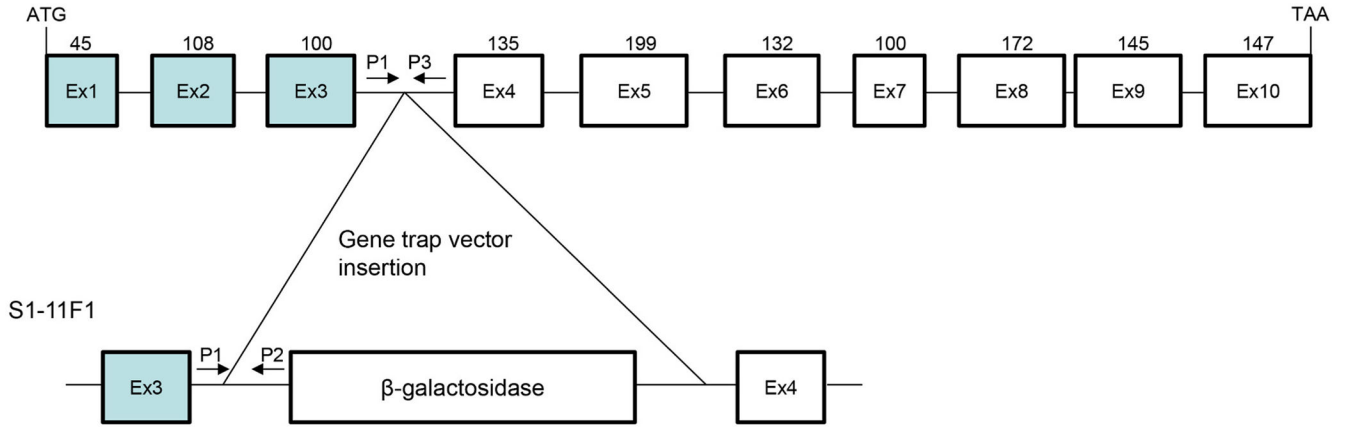 ATG TAA
45 108 100 135 199 132 100 172 145 147
P1 P3
Ex1 Ex2 Ex3 Ex4 Ex5 Ex6 Ex7 Ex8 Ex9 Ex10
Gene trap vector
insertion
S1-11F1
P1 P2
Ex3 β-galactosidase Ex4